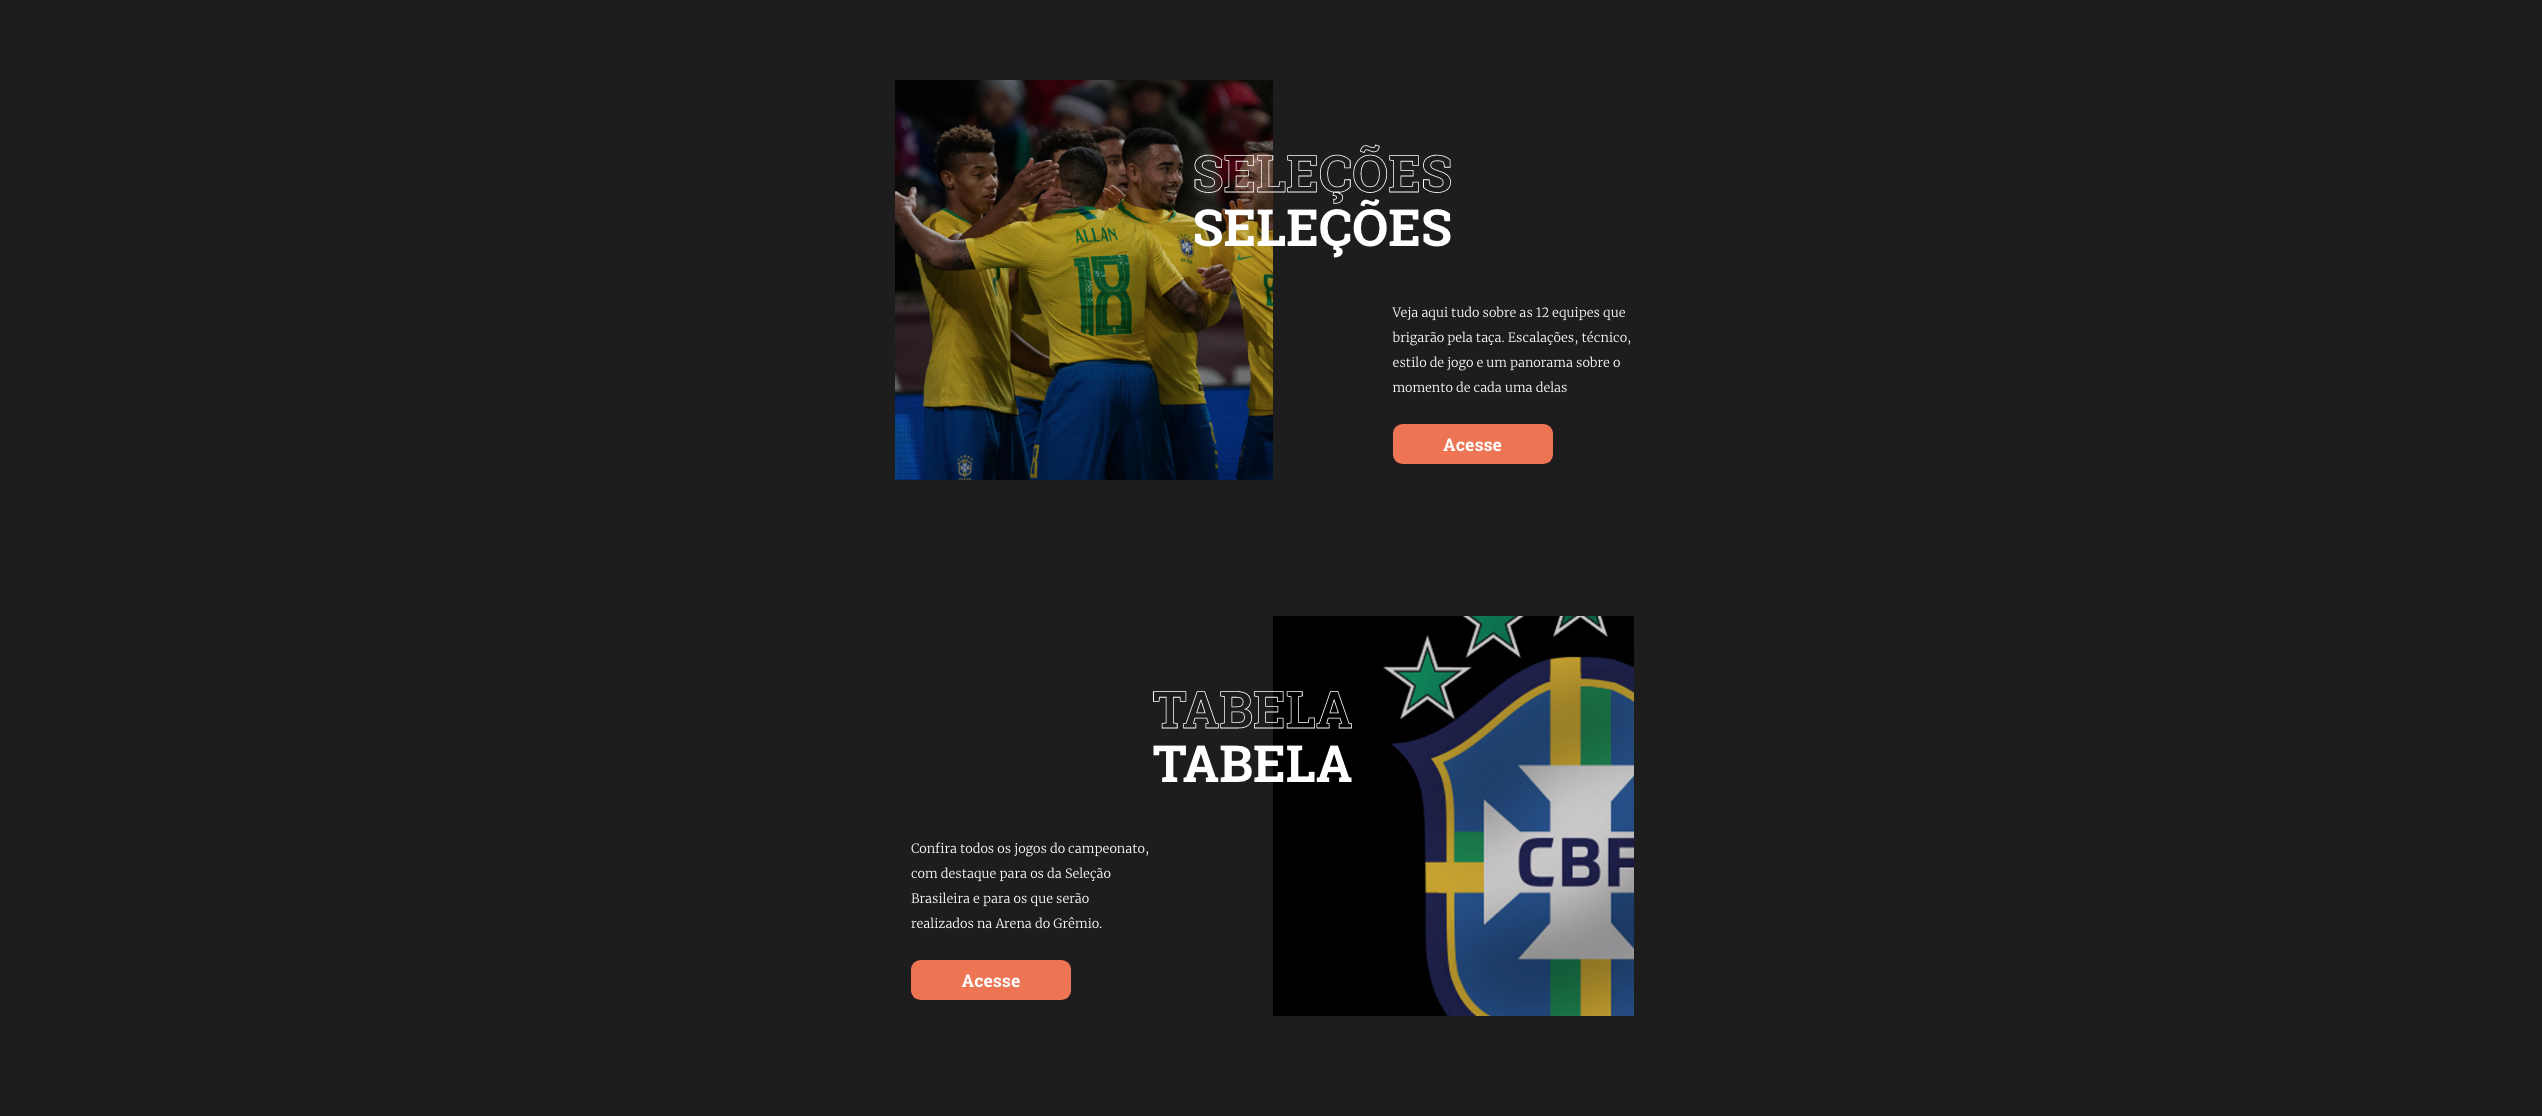 SELEÇÕES
SELEÇÕES
ALLAN
18
Veja aqui tudo sobre as 12 equipes que
brigarão pela taça. Escalações, técnico,
estilo de jogo e um panorama sobre o
momento de cada uma delas
Acesse
TABELA
TABELA
Confira todos os jogos do campeonato,
com destaque para os da Seleção
Brasileira e para os que serão
realizados na Arena do Grêmio.
Acesse
CBF